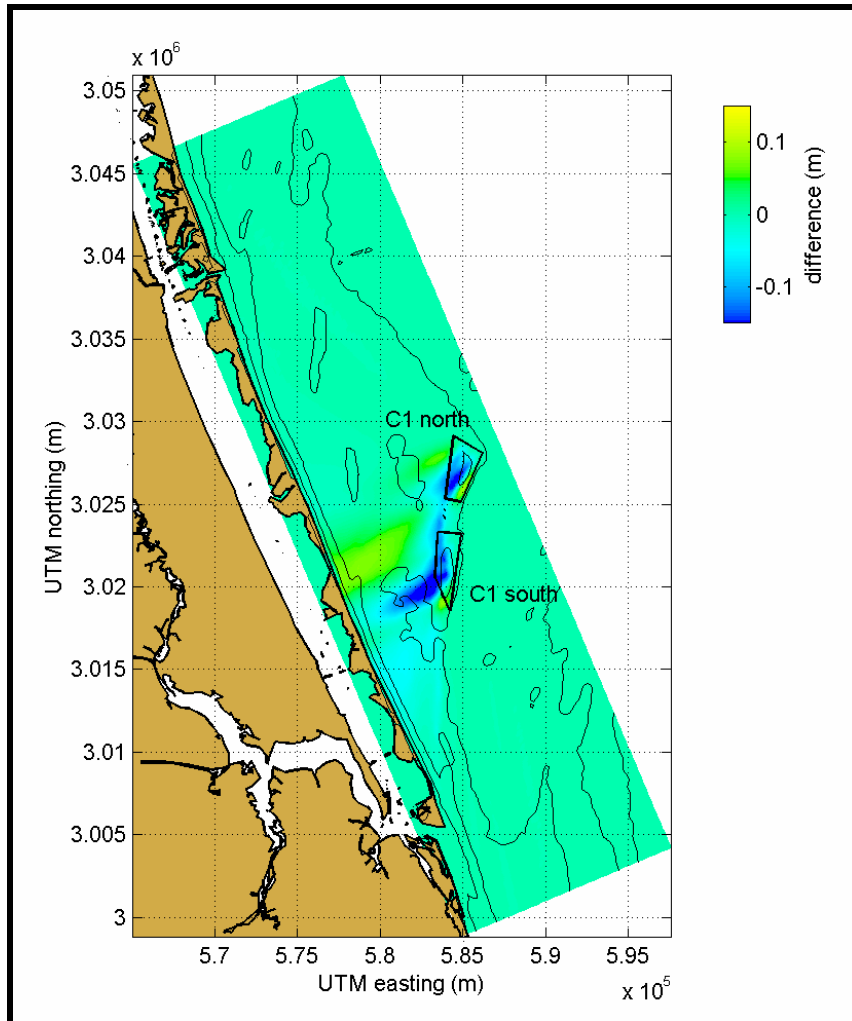 x 10^6
3.05
3.045
3.04
3.035
3.03
3.025
3.02
3.015
3.01
3.005
3
UTM northing (m)
C1 north
C1 south
0.1
0
-0.1
difference (m)
5.7 5.75 5.8 5.85 5.9 5.95
UTM easting (m)
x 10^5